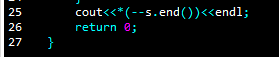 25 cout<<*(--s.end())<<endl;
26 return 0;
27 }